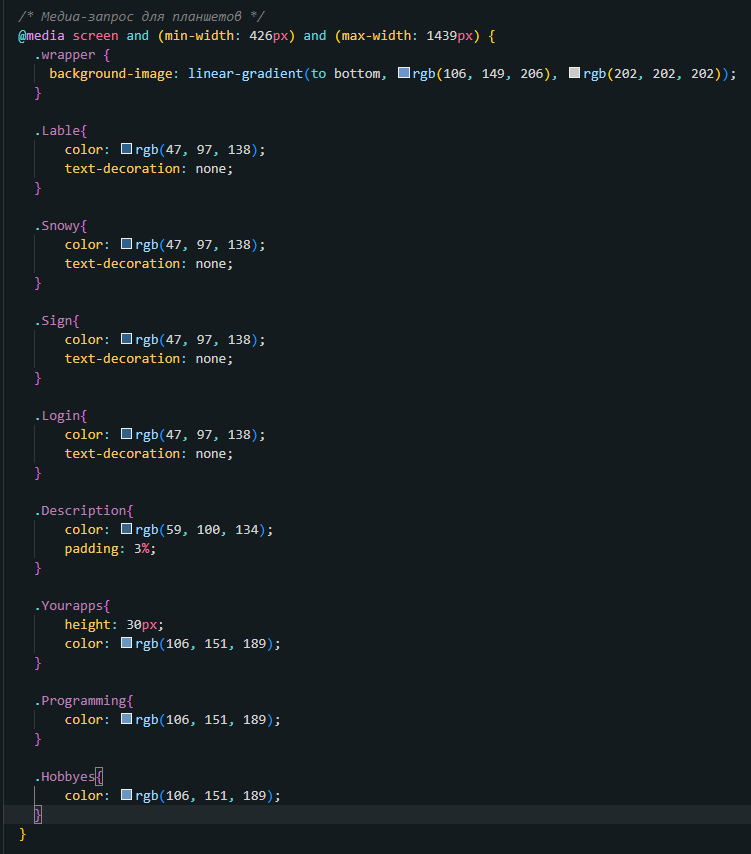 /* Медиа-запрос для планшетов */
@media screen and (min-width: 426px) and (max-width: 1439px) {
.wrapper {
background-image: linear-gradient(to bottom, rgb(106, 149, 206), rgb(202, 202, 202));
}
.Lable{
color: rgb(47, 97, 138);
text-decoration: none;
}
.Snowy{
color: rgb(47, 97, 138);
text-decoration: none;
}
.Sign{
color: rgb(47, 97, 138);
text-decoration: none;
}
.Login{
color: rgb(47, 97, 138);
text-decoration: none;
}
.Description{
color: rgb(59, 100, 134);
padding: 3%;
}
.Yourapps{
height: 30px;
color: rgb(106, 151, 189);
}
.Programming{
color: rgb(106, 151, 189);
}
.Hobbyes{
color: rgb(106, 151, 189);
}
}